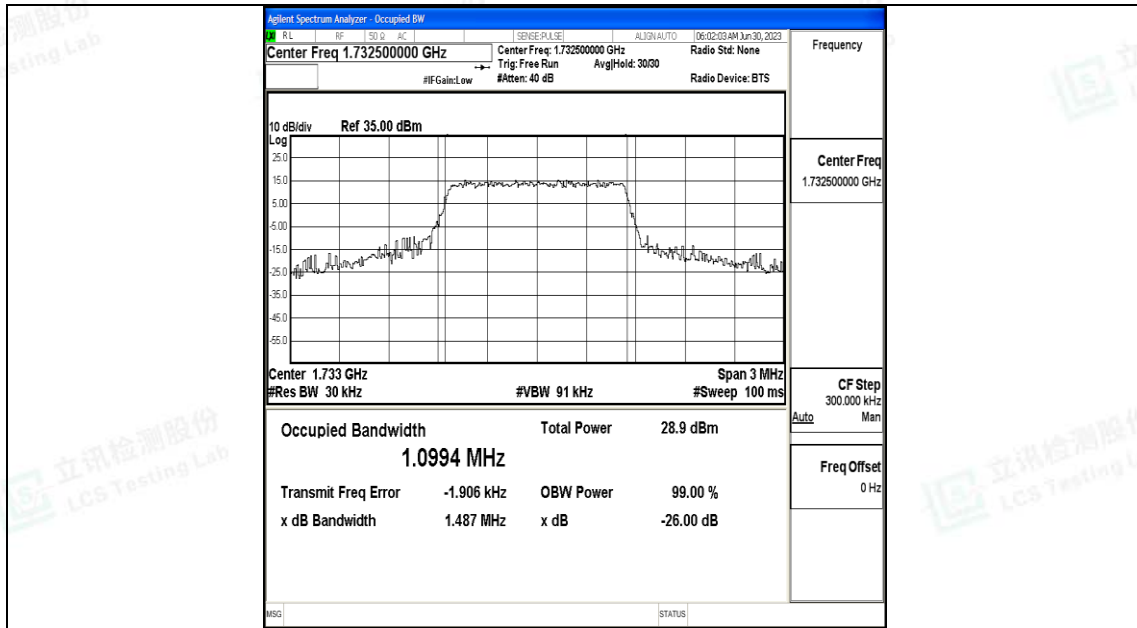 Agilent Spectrum Analyzer - Occupied BW
LXI RL RF 50 Ω AC SENSE:PULSE ALIGN AUTO 06:02:03 AM Jun 30, 2023
Center Freq 1.732500000 GHz
Center Freq: 1.732500000 GHz Radio Std: None
Trig: Free Run Avg|Hold: 30/30
#IFGain:Low #Atten: 40 dB Radio Device: BTS
Frequency
10 dB/div Ref 35.00 dBm
Log
25.0
15.0
5.00
-5.00
-15.0
-25.0
-35.0
-45.0
-55.0
Center 1.733 GHz Span 3 MHz
#Res BW 30 kHz #VBW 91 kHz #Sweep 100 ms
Occupied Bandwidth Total Power 28.9 dBm
1.0994 MHz
Transmit Freq Error -1.906 kHz OBW Power 99.00 %
x dB Bandwidth 1.487 MHz x dB -26.00 dB
Center Freq
1.732500000 GHz
CF Step
300.000 kHz
Auto Man
Freq Offset
0 Hz
MSG STATUS
立讯检测股份
LCS Testing Lab